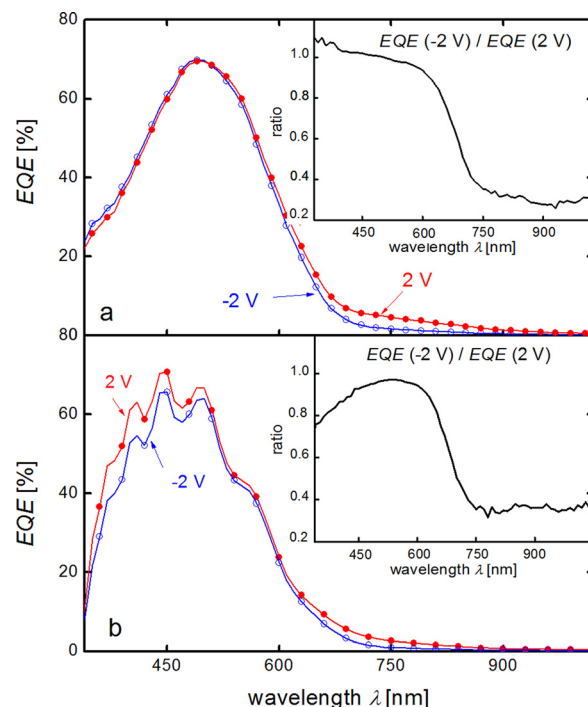 80
60
40
20
80
EQE [%]
a
-2 V
2 V
EQE (-2 V) / EQE (2 V)
1.0
0.8
0.6
0.4
0.2
ratio
450 600 750 900
wavelength λ [nm]
60
40
20
0
EQE [%]
b
2 V
-2 V
EQE (-2 V) / EQE (2 V)
1.0
0.8
0.6
0.4
0.2
ratio
450 600 750 900
wavelength λ [nm]
450 600 750 900
wavelength λ [nm]